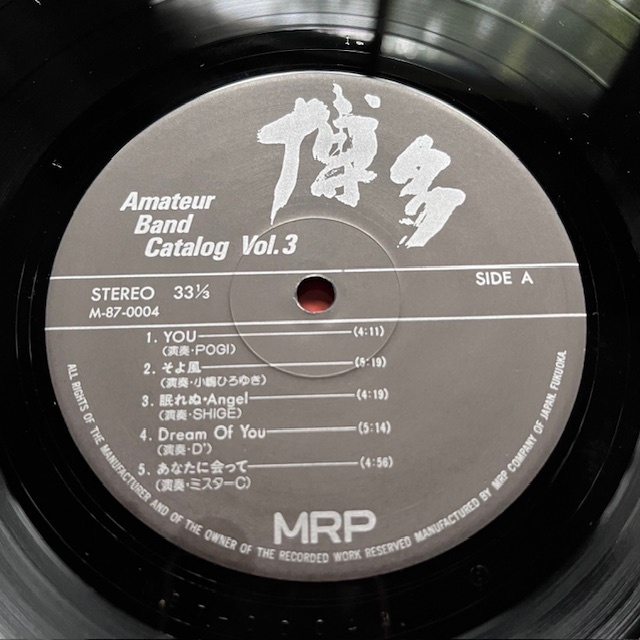 博多
Amateur
Band
Catalog Vol.3
STEREO 33⅓
SIDE A
M-87-0004
1. YOU (4:11)
(演奏・POGI)
2. そよ風 (5:19)
(演奏・小嶋ひろゆき)
3. 眠れぬ・Angel (4:19)
(演奏・SHIGE)
4. Dream Of You (5:14)
(演奏・D')
5. あなたに会って (4:56)
(演奏・ミスターC)
MRP
ALL RIGHTS OF THE MANUFACTURER AND OF THE OWNER OF THE RECORDED WORK RESERVED MANUFACTURED BY MRP COMPANY OF JAPAN, FUKUOKA.